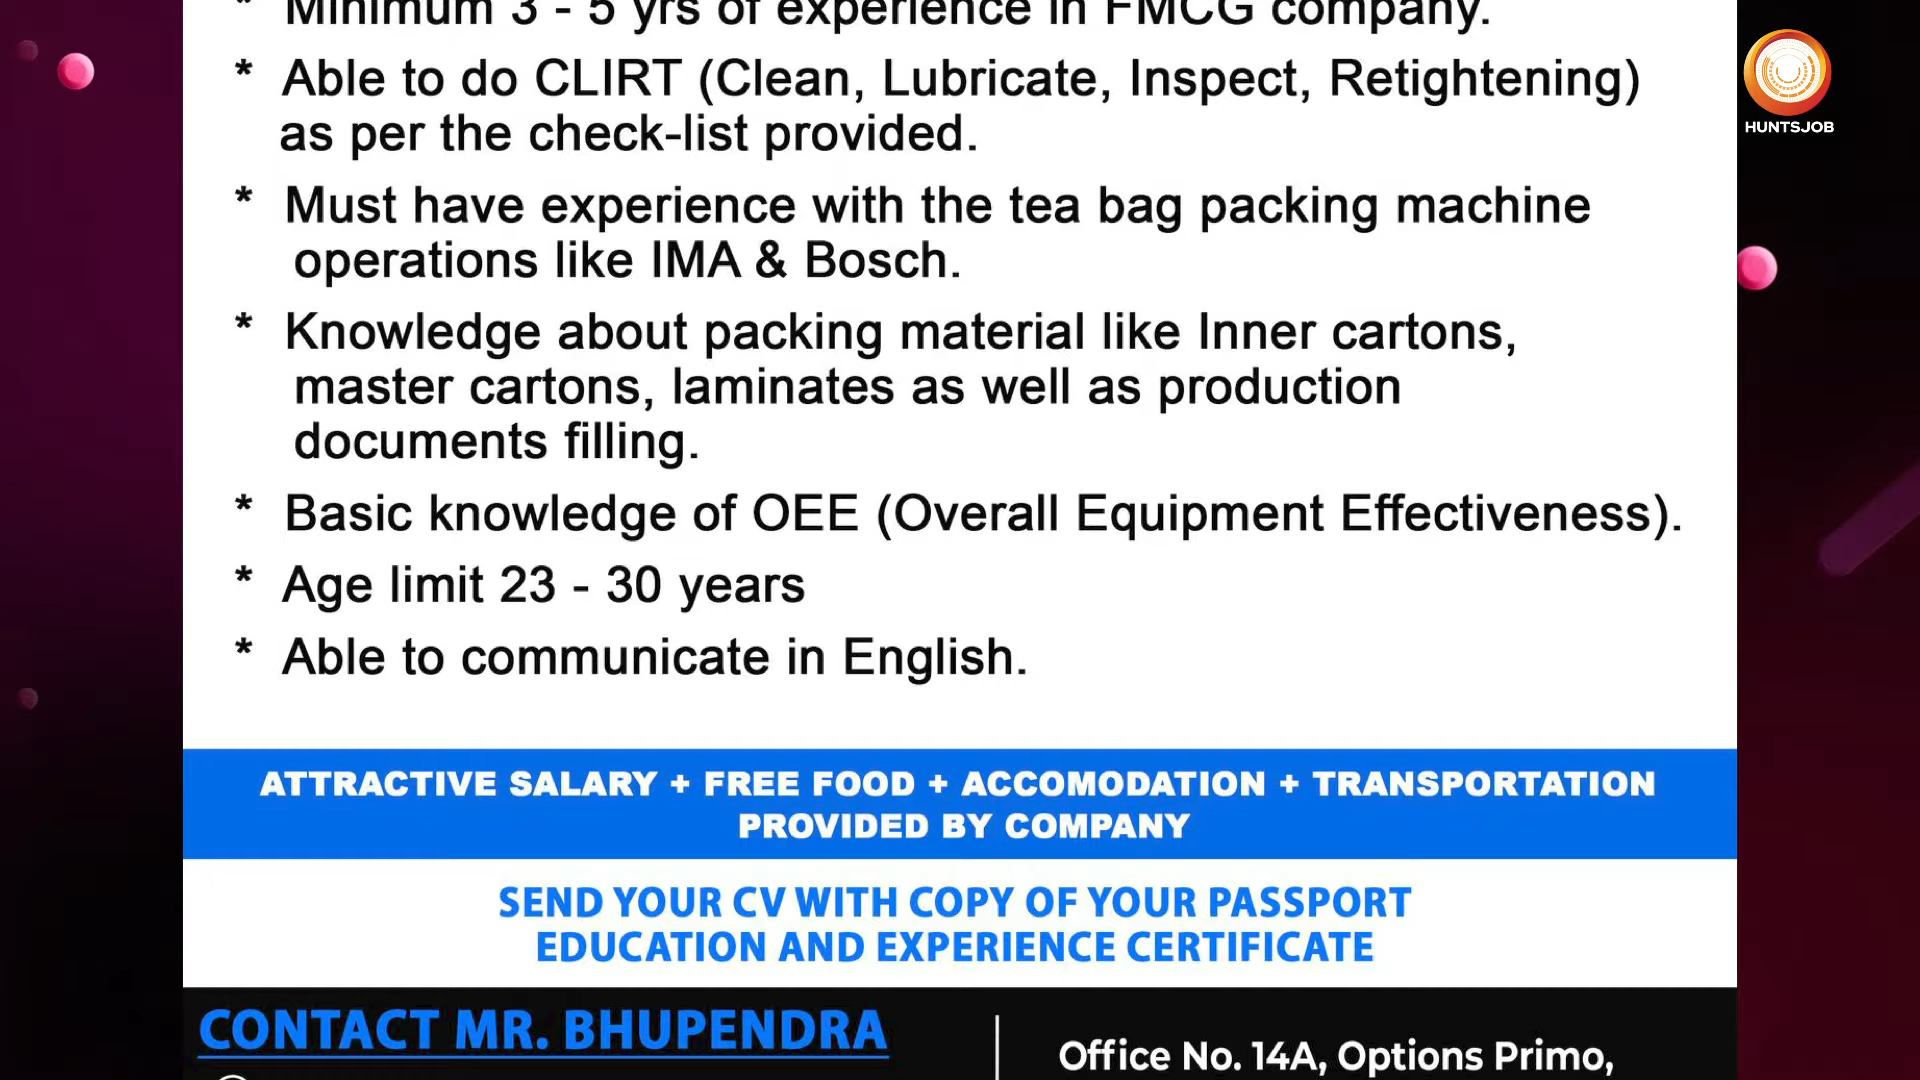 * Minimum 3 - 5 yrs of experience in FMCG company.
* Able to do CLIRT (Clean, Lubricate, Inspect, Retightening)
as per the check-list provided.
* Must have experience with the tea bag packing machine
operations like IMA & Bosch.
* Knowledge about packing material like Inner cartons,
master cartons, laminates as well as production
documents filling.
* Basic knowledge of OEE (Overall Equipment Effectiveness).
* Age limit 23 - 30 years
* Able to communicate in English.
ATTRACTIVE SALARY + FREE FOOD + ACCOMODATION + TRANSPORTATION
PROVIDED BY COMPANY
SEND YOUR CV WITH COPY OF YOUR PASSPORT
EDUCATION AND EXPERIENCE CERTIFICATE
CONTACT MR. BHUPENDRA
Office No. 14A, Options Primo,
HUNTSJOB